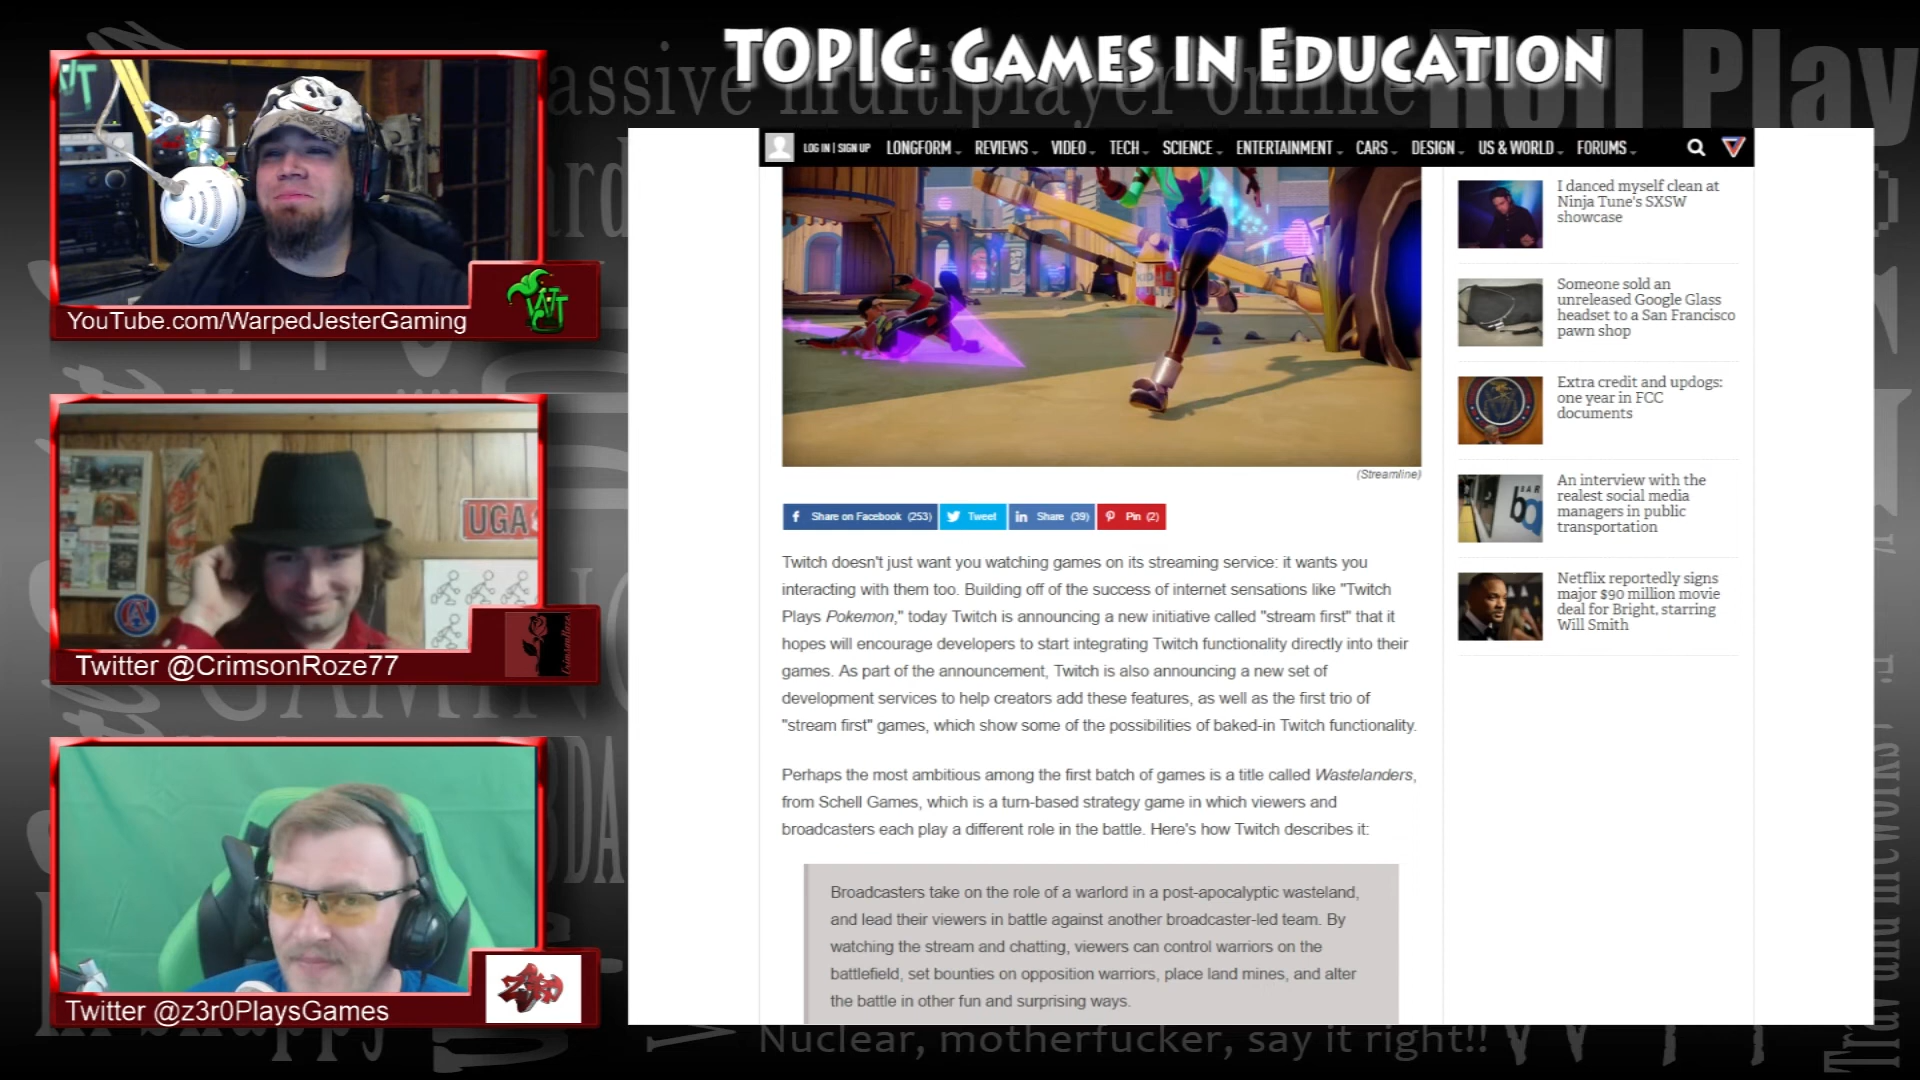 TOPIC: GAMES IN EDUCATION
assive multiplayer online
Roll Play
WT
YouTube.com/WarpedJesterGaming
UGA
A
Twitter @CrimsonRoze77
Twitter @z3r0PlaysGames
LOG IN | SIGN UP LONGFORM REVIEWS VIDEO TECH SCIENCE ENTERTAINMENT CARS DESIGN US & WORLD FORUMS
(Streamline)
Share on Facebook (253) Tweet Share (39) Pin (2)
Twitch doesn't just want you watching games on its streaming service: it wants you
interacting with them too. Building off of the success of internet sensations like "Twitch
Plays Pokemon," today Twitch is announcing a new initiative called "stream first" that it
hopes will encourage developers to start integrating Twitch functionality directly into their
games. As part of the announcement, Twitch is also announcing a new set of
development services to help creators add these features, as well as the first trio of
"stream first" games, which show some of the possibilities of baked-in Twitch functionality.
Perhaps the most ambitious among the first batch of games is a title called Wastelanders,
from Schell Games, which is a turn-based strategy game in which viewers and
broadcasters each play a different role in the battle. Here's how Twitch describes it:
Broadcasters take on the role of a warlord in a post-apocalyptic wasteland,
and lead their viewers in battle against another broadcaster-led team. By
watching the stream and chatting, viewers can control warriors on the
battlefield, set bounties on opposition warriors, place land mines, and alter
the battle in other fun and surprising ways.
I danced myself clean at
Ninja Tune's SXSW
showcase
Someone sold an
unreleased Google Glass
headset to a San Francisco
pawn shop
Extra credit and updogs:
one year in FCC
documents
An interview with the
realest social media
managers in public
transportation
Netflix reportedly signs
major $90 million movie
deal for Bright, starring
Will Smith
Nuclear, motherfucker, say it right!!